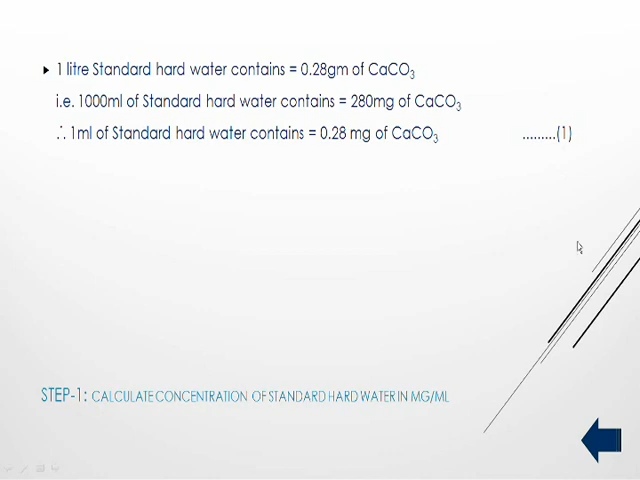 1 litre Standard hard water contains = 0.28gm of CaCO₃
i.e. 1000ml of Standard hard water contains = 280mg of CaCO₃
∴ 1ml of Standard hard water contains = 0.28 mg of CaCO₃ .........(1)
STEP-1: CALCULATE CONCENTRATION OF STANDARD HARD WATER IN MG/ML